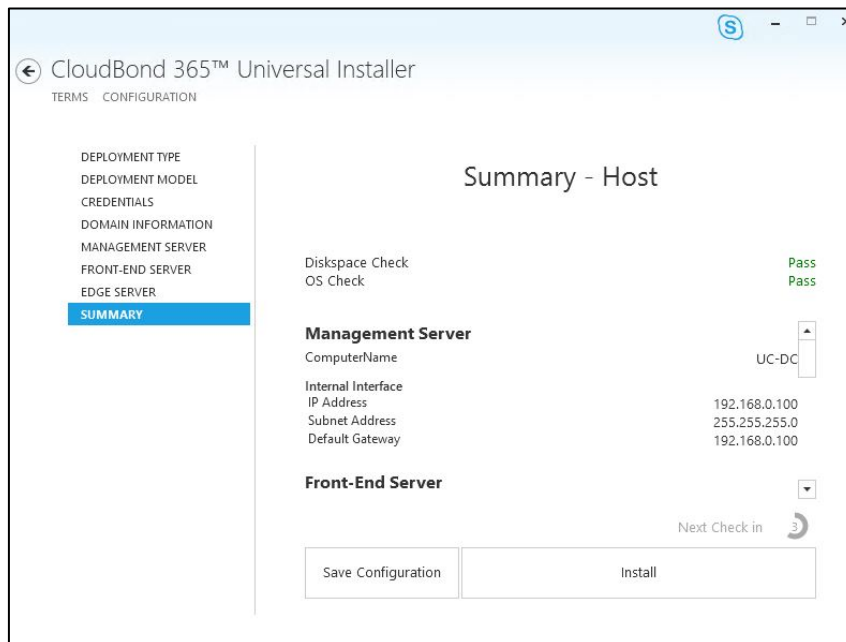 CloudBond 365™ Universal Installer
TERMS CONFIGURATION
DEPLOYMENT TYPE
DEPLOYMENT MODEL
CREDENTIALS
DOMAIN INFORMATION
MANAGEMENT SERVER
FRONT-END SERVER
EDGE SERVER
SUMMARY
Summary - Host
Diskspace Check Pass
OS Check Pass
Management Server
ComputerName UC-DC
Internal Interface
IP Address 192.168.0.100
Subnet Address 255.255.255.0
Default Gateway 192.168.0.100
Front-End Server
Next Check in 3
Save Configuration Install